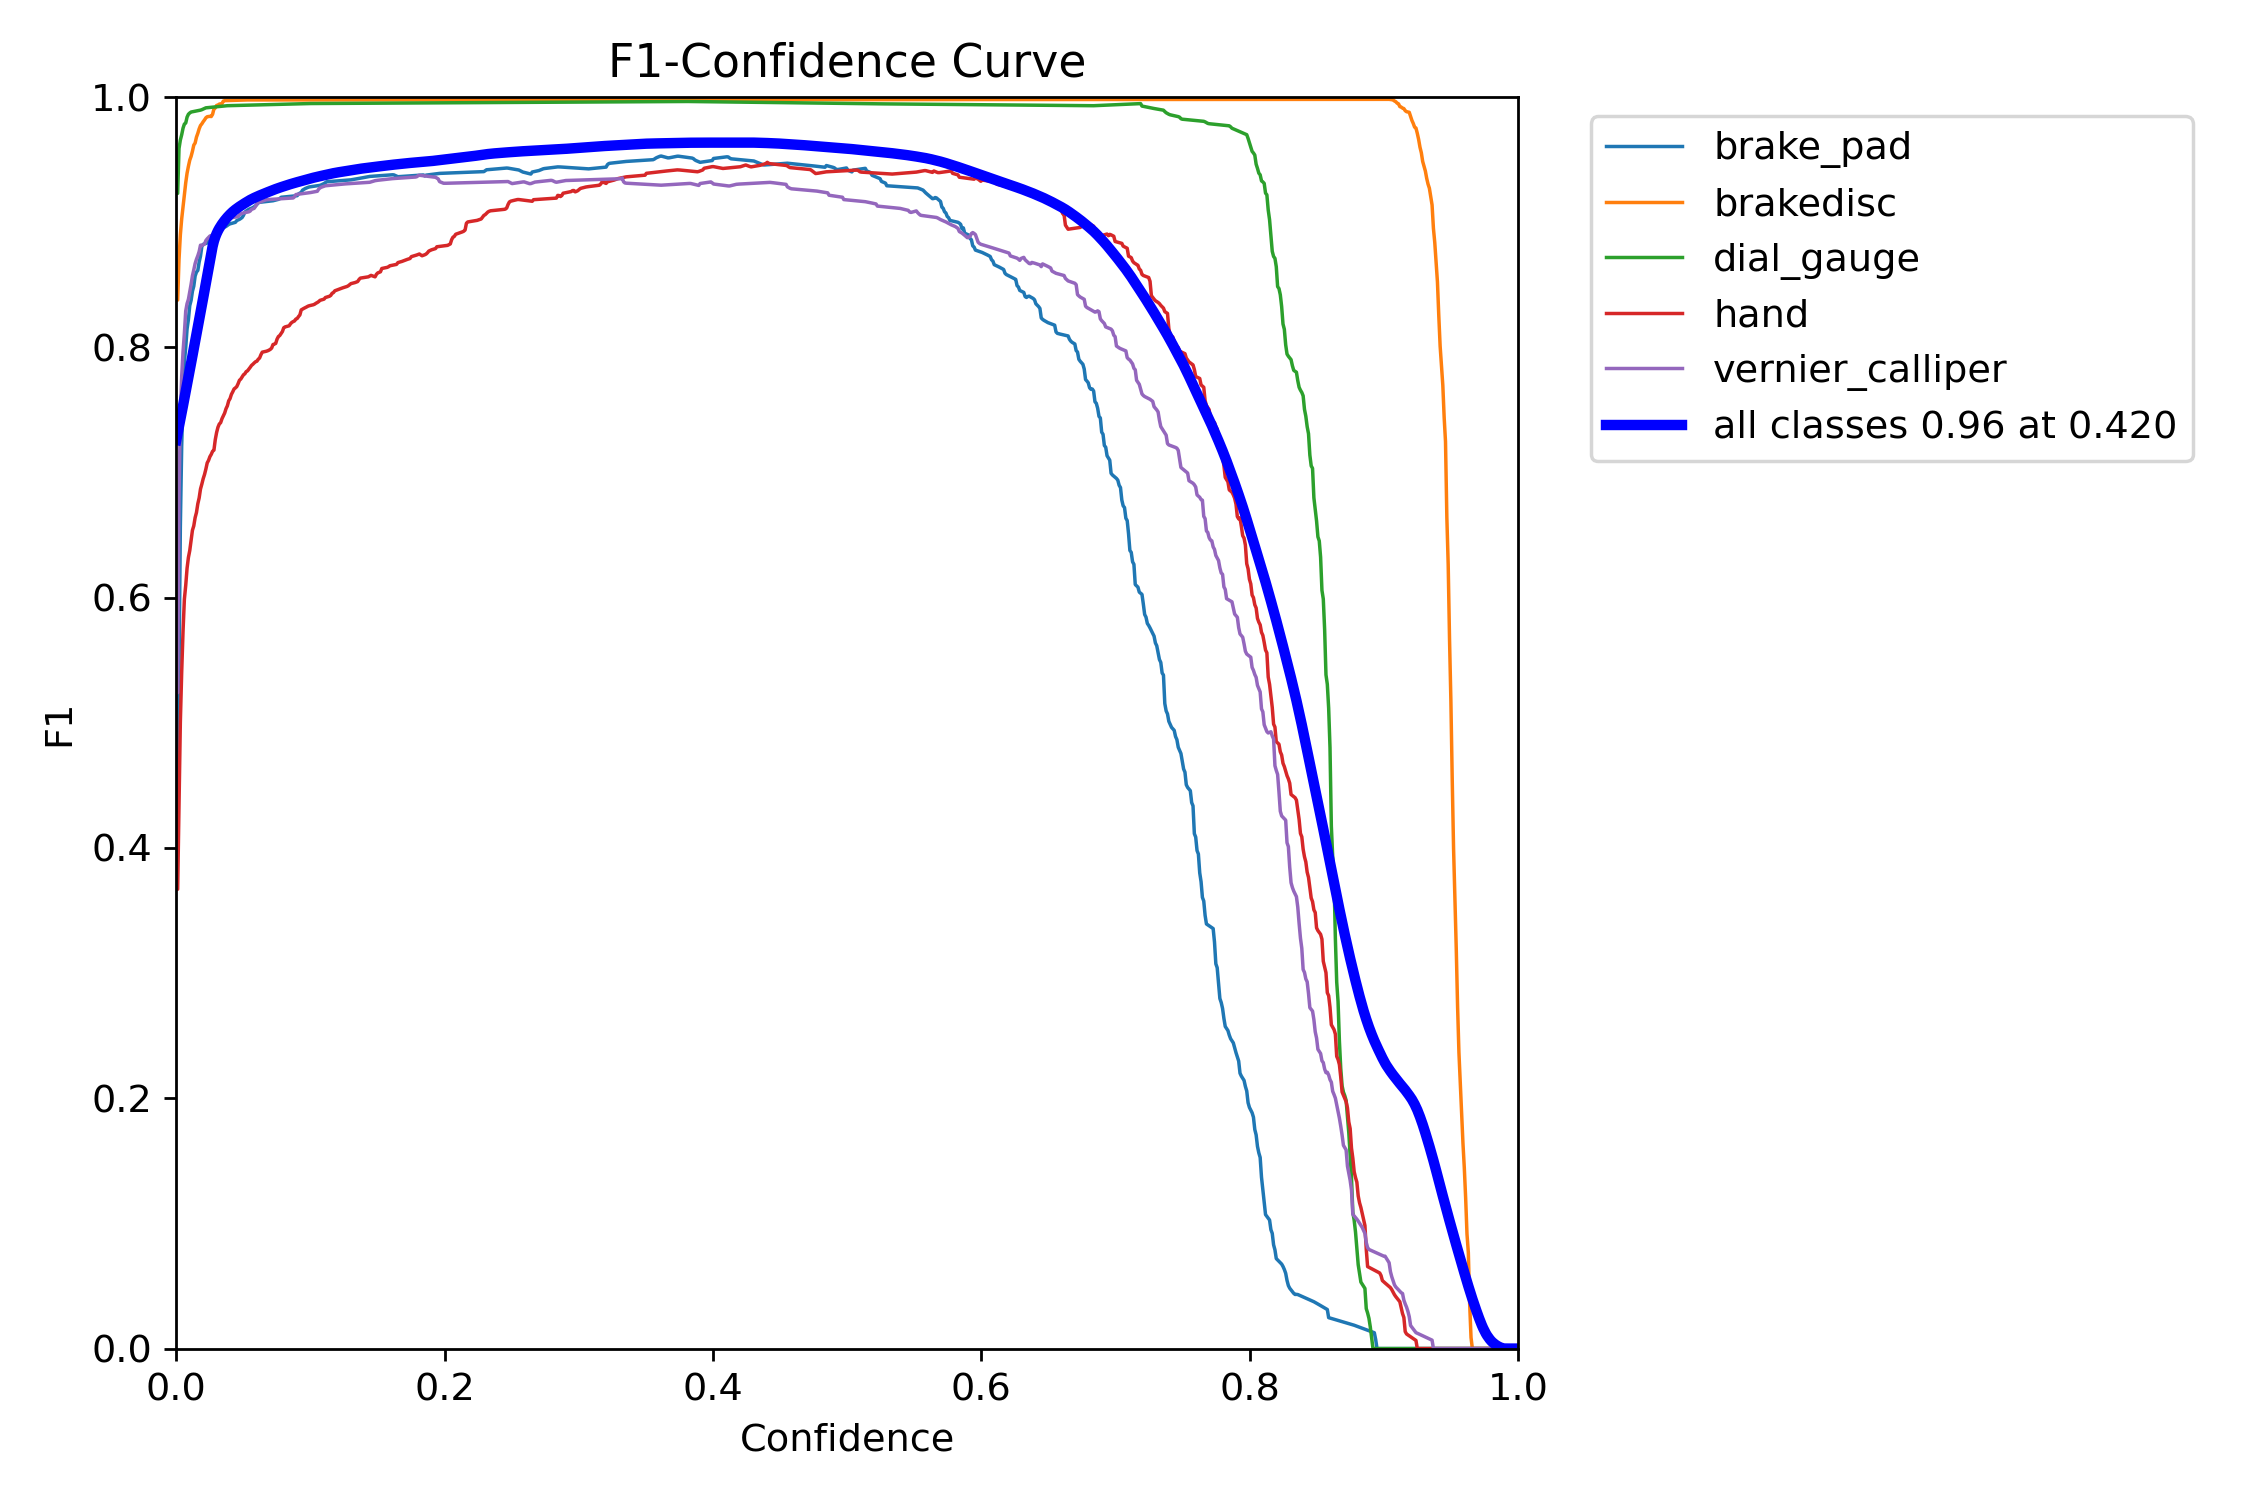 F1-Confidence Curve
1.0
0.8
0.6
0.4
0.2
0.0
F1
0.0 0.2 0.4 0.6 0.8 1.0
Confidence
brake_pad
brakedisc
dial_gauge
hand
vernier_calliper
all classes 0.96 at 0.420